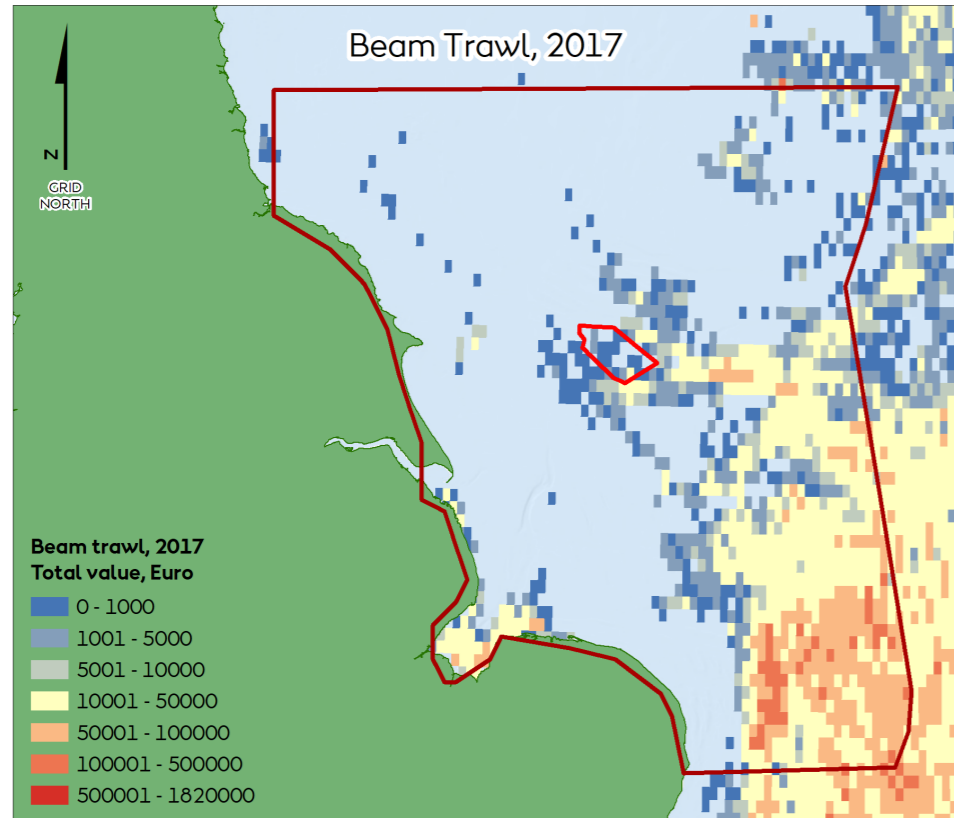 Beam Trawl, 2017
N
GRID
NORTH
Beam trawl, 2017
Total value, Euro
0 - 1000
1001 - 5000
5001 - 10000
10001 - 50000
50001 - 100000
100001 - 500000
500001 - 1820000